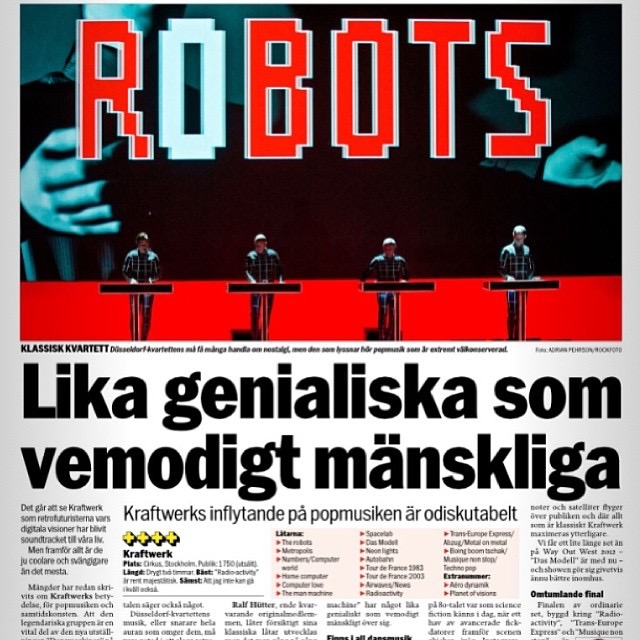 ROBOTS
KLASSISK KVARTETT Düsseldorf-kvartettens må få många handla om nostalgi, men den som lyssnar hör popmusik som är extremt välkonserverad.
Foto: ADRIAN PEHRSON/ROCKFOTO
Lika genialiska som
vemodigt mänskliga
Det går att se Kraftwerk
som retrofuturisterna vars
digitala visioner har blivit
soundtracket till våra liv.
Men framför allt är de
ju coolare och svängigare
än det mesta.
Mängder har redan skri-
vits om Kraftwerks bety-
delse, för popmusiken och
samtidskonsten. Att den
legendariska gruppen är en
vital del av den nya utställ-
Kraftwerks inflytande på popmusiken är odiskutabelt
Kraftwerk
Plats: Cirkus, Stockholm. Publik: 1 750 (utsålt).
Längd: Drygt två timmar. Bäst: "Radio-activity"
är rent majestätisk. Sämst: Att jag inte kan gå
i kväll också.
Låtarna:
The robots
Metropolis
Numbers/Computer
world
Home computer
Computer love
The man machine
Spacelab
Das Modell
Neon lights
Autobahn
Tour de France 1983
Tour de France 2003
Airwaves/News
Radioactivity
Trans-Europe Express/
Abzug/Metal on metal
Boing boom tschak/
Musique non stop/
Techno pop
Extranummer:
Aéro dynamik
Planet of visions
talen säger också något.
Düsseldorf-kvartettens
musik, eller snarare hela
auran som omger den, må
Ralf Hütter, ende kvar-
varande originalmedlem-
men, låter försiktigt sina
klassiska låtar utvecklas
machine" har något lika
genialiskt som vemodigt
mänskligt över sig.
Finns i all dansmusik
på 80-talet var som science
fiction känns i dag, när ett
hav av avancerade fick-
datorer framför scenen
noter och satelliter flyger
över publiken och där allt
som är klassiskt Kraftwerk
maximeras ytterligare.
Vi får ett lite länge set än
på Way Out West 2012 –
"Das Modell" är med nu –
och showen gör sig givetvis
ännu bättre inomhus.
Omtumlande final
Finalen av ordinarie
set, byggd kring "Radio-
activity", "Trans-Europe
Express" och "Musique non